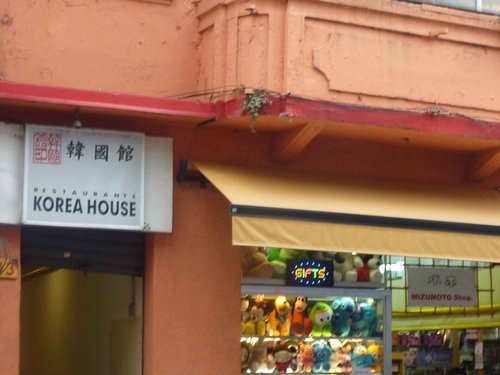 韓國館
RESTAURANTE
KOREA HOUSE
GIFTS
MIZUMOTO Shop.